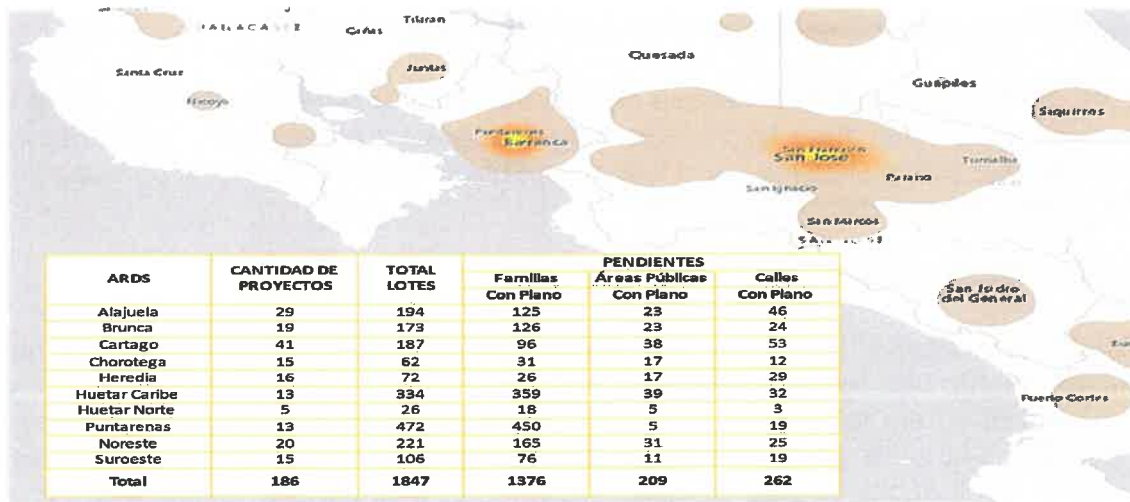 Tilaran
Cañas
Juntas
Santa Cruz
Nicoya
Quesada
Guápiles
Siquirres
Puntarenas
Barranca
San José
Turrialba
Paraíso
San Ignacio
San Marcos
San Isidro
del General
Puerto Cortes
ARDS CANTIDAD DE PROYECTOS TOTAL LOTES PENDIENTES
Familias Áreas Públicas Calles
Con Plano Con Plano Con Plano
Alajuela 29 194 125 23 46
Brunca 19 173 126 23 24
Cartago 41 187 96 38 53
Chorotega 15 62 31 17 12
Heredia 16 72 26 17 29
Huetar Caribe 13 334 359 39 32
Huetar Norte 5 26 18 5 3
Puntarenas 13 472 450 5 19
Noreste 20 221 165 31 25
Suroeste 15 106 76 11 19
Total 186 1847 1376 209 262